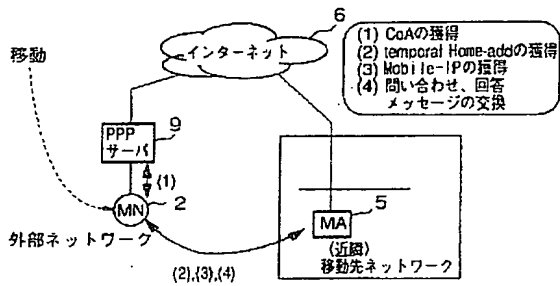 6
(1) CoAの獲得
(2) temporal Home-addの獲得
(3) Mobile-IPの獲得
(4) 問い合わせ、回答
メッセージの交換
インターネット
移動
9
PPP
サーバ
(1)
MN
2
外部ネットワーク
5
MA
(近隣)
移動先ネットワーク
(2),(3),(4)